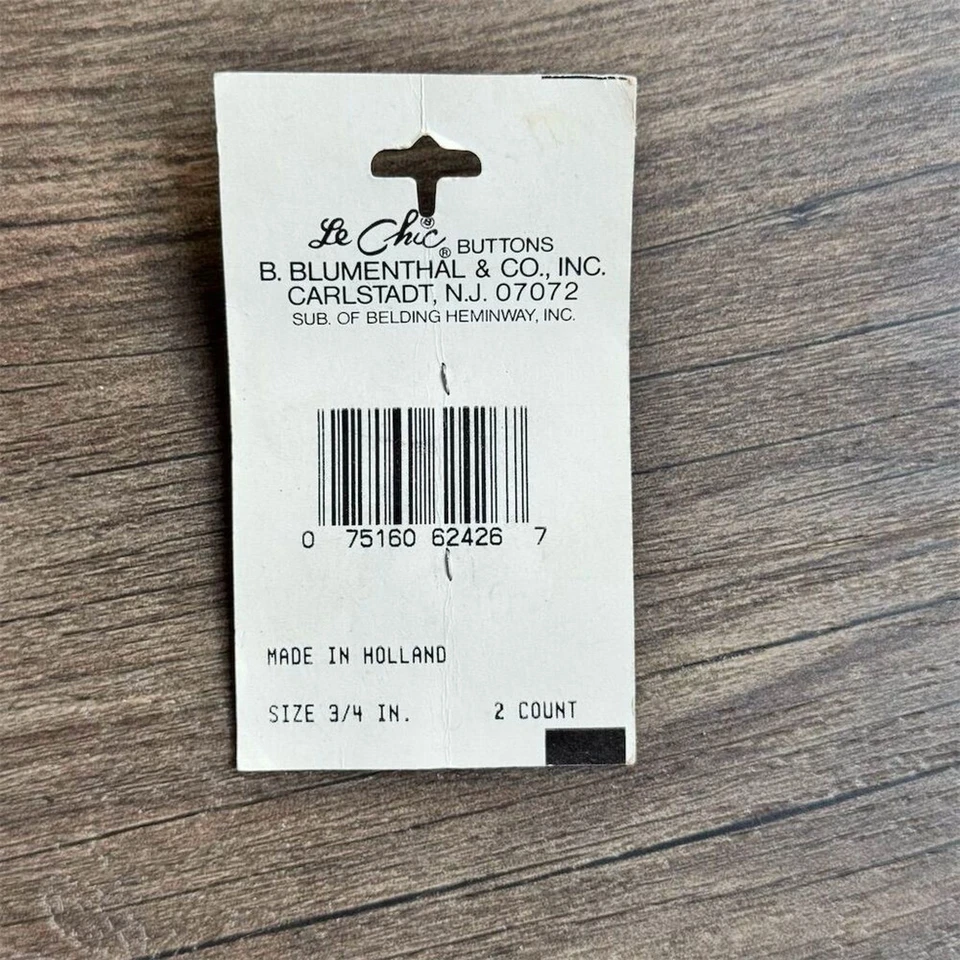 Le Chic® BUTTONS
B. BLUMENTHAL & CO., INC.
CARLSTADT, N.J. 07072
SUB. OF BELDING HEMINWAY, INC.
0 75160 62426 7
MADE IN HOLLAND
SIZE 3/4 IN. 2 COUNT